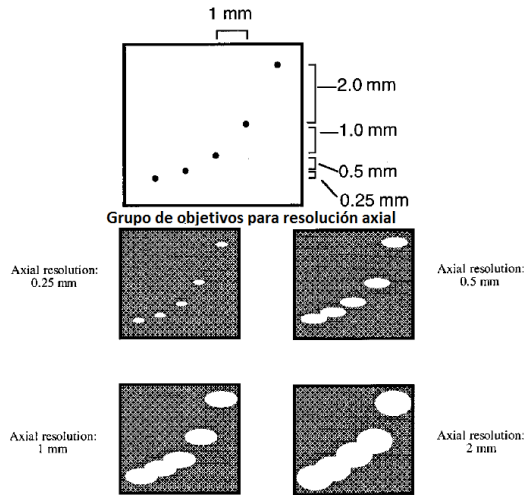 1 mm
2.0 mm
1.0 mm
0.5 mm
0.25 mm
Grupo de objetivos para resolución axial
Axial resolution:
0.25 mm
Axial resolution:
0.5 mm
Axial resolution:
1 mm
Axial resolution:
2 mm